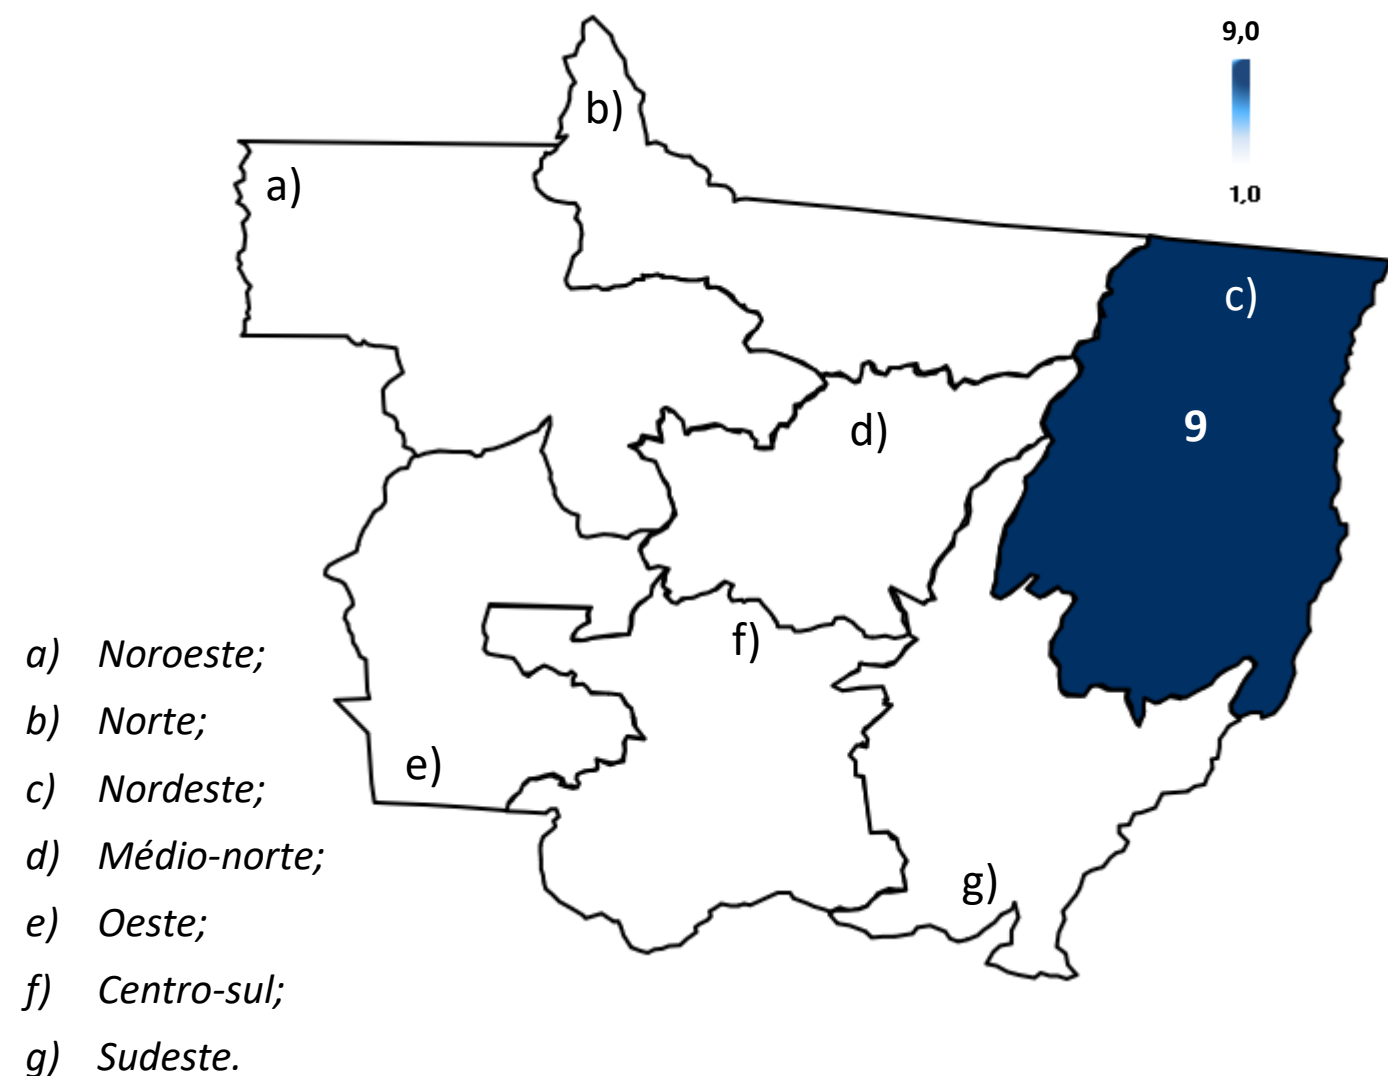 9,0
b)
a)
1,0
c)
9
d)
f)
a) Noroeste;
b) Norte;
e)
c) Nordeste;
d) Médio-norte;
g)
e) Oeste;
f) Centro-sul;
g) Sudeste.